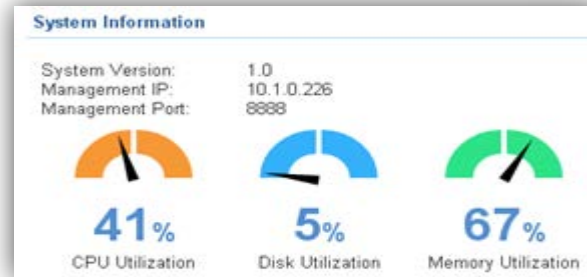 System Information
System Version: 1.0
Management IP: 10.1.0.226
Management Port: 8888
41% 5% 67%
CPU Utilization Disk Utilization Memory Utilization